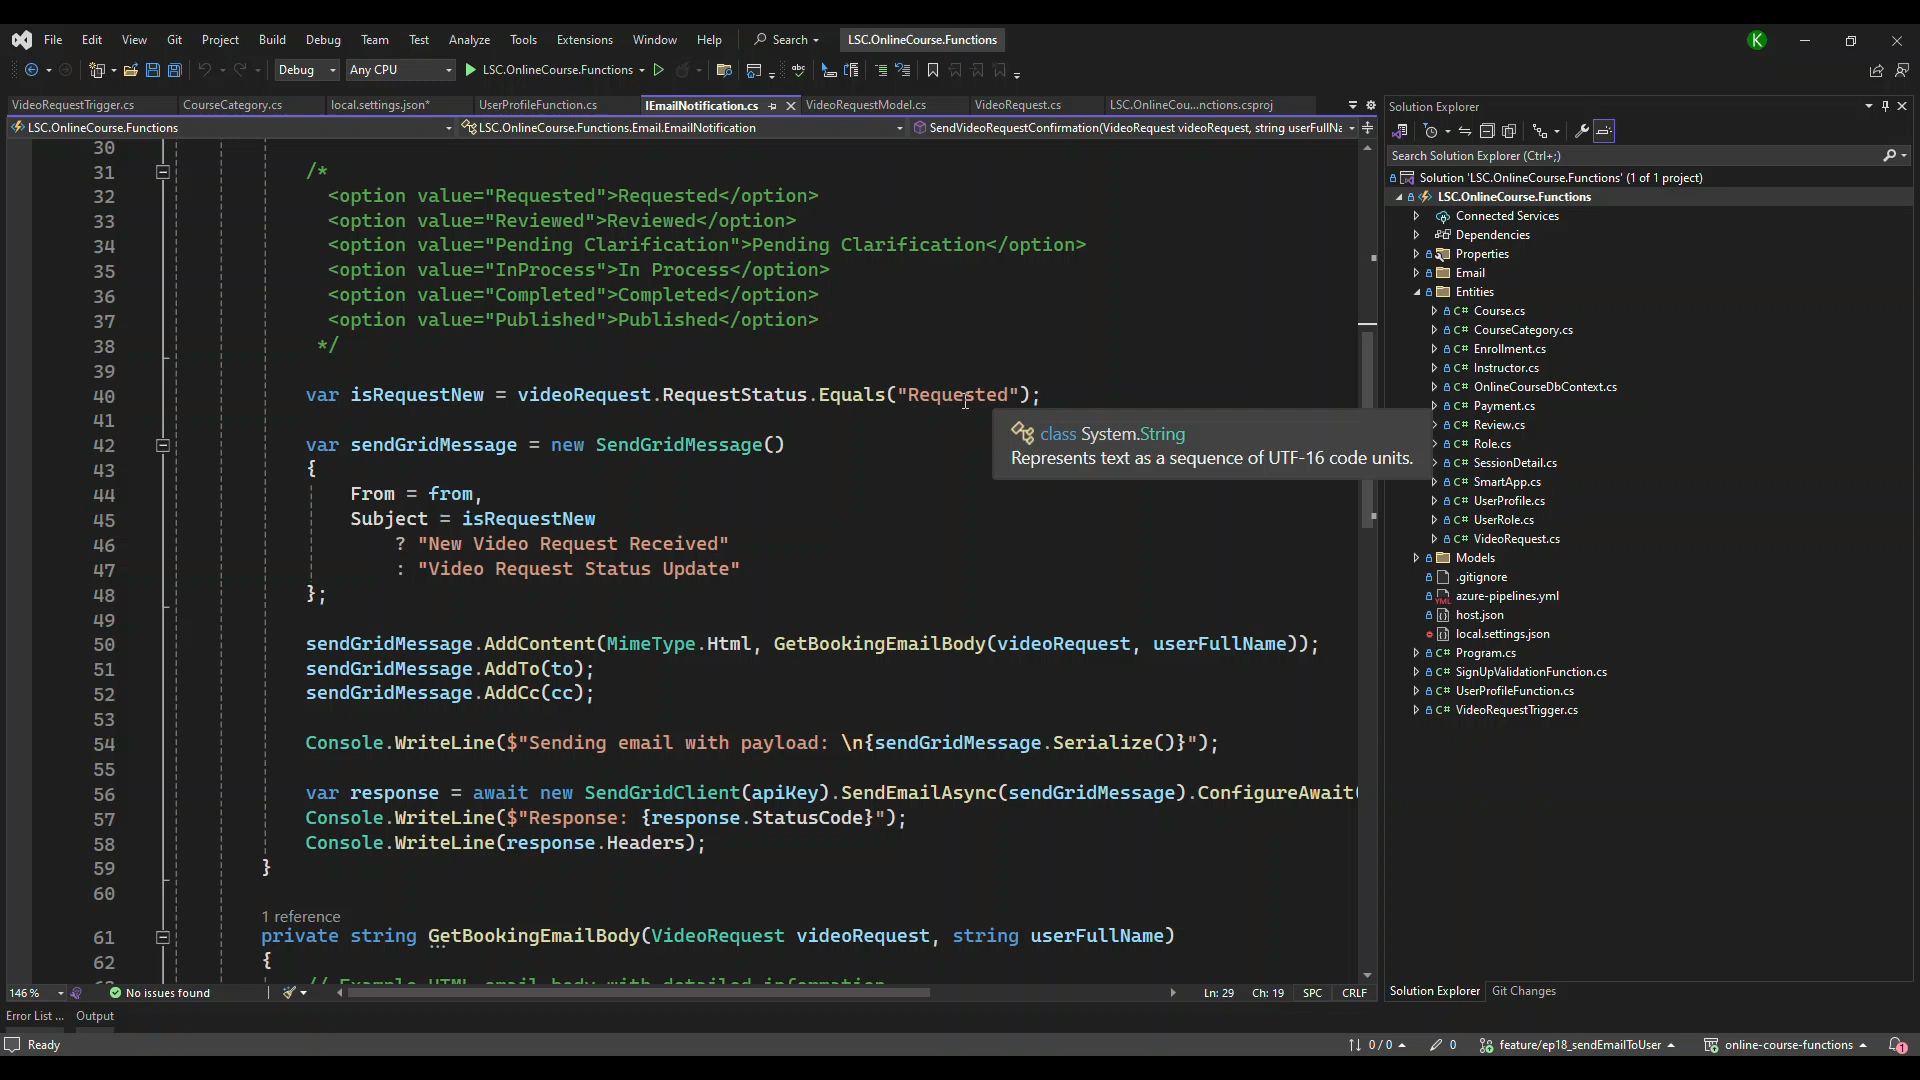 File Edit View Git Project Build Debug Team Test Analyze Tools Extensions Window Help Search LSC.OnlineCourse.Functions K
Debug Any CPU LSC.OnlineCourse.Functions
VideoRequestTrigger.cs CourseCategory.cs local.settings.json* UserProfileFunction.cs IEmailNotification.cs VideoRequestModel.cs VideoRequest.cs LSC.OnlineCou...nctions.csproj
LSC.OnlineCourse.Functions LSC.OnlineCourse.Functions.Email.EmailNotification SendVideoRequestConfirmation(VideoRequest videoRequest, string userFullNa
30
31 /*
32 <option value="Requested">Requested</option>
33 <option value="Reviewed">Reviewed</option>
34 <option value="Pending Clarification">Pending Clarification</option>
35 <option value="InProcess">In Process</option>
36 <option value="Completed">Completed</option>
37 <option value="Published">Published</option>
38 */
39
40 var isRequestNew = videoRequest.RequestStatus.Equals("Requested");
41
class System.String
Represents text as a sequence of UTF-16 code units.
42 var sendGridMessage = new SendGridMessage()
43 {
44 From = from,
45 Subject = isRequestNew
46 ? "New Video Request Received"
47 : "Video Request Status Update"
48 };
49
50 sendGridMessage.AddContent(MimeType.Html, GetBookingEmailBody(videoRequest, userFullName));
51 sendGridMessage.AddTo(to);
52 sendGridMessage.AddCc(cc);
53
54 Console.WriteLine($"Sending email with payload: \n{sendGridMessage.Serialize()}");
55
56 var response = await new SendGridClient(apiKey).SendEmailAsync(sendGridMessage).ConfigureAwait(
57 Console.WriteLine($"Response: {response.StatusCode}");
58 Console.WriteLine(response.Headers);
59 }
60
1 reference
61 private string GetBookingEmailBody(VideoRequest videoRequest, string userFullName)
62 {
// Example HTML email body with detailed information
146 % No issues found Ln: 29 Ch: 19 SPC CRLF
Error List ... Output
Solution Explorer
Search Solution Explorer (Ctrl+;)
Solution 'LSC.OnlineCourse.Functions' (1 of 1 project)
LSC.OnlineCourse.Functions
Connected Services
Dependencies
Properties
Email
Entities
C# Course.cs
C# CourseCategory.cs
C# Enrollment.cs
C# Instructor.cs
C# OnlineCourseDbContext.cs
C# Payment.cs
C# Review.cs
C# Role.cs
C# SessionDetail.cs
C# SmartApp.cs
C# UserProfile.cs
C# UserRole.cs
C# VideoRequest.cs
Models
.gitignore
YML azure-pipelines.yml
host.json
local.settings.json
C# Program.cs
C# SignUpValidationFunction.cs
C# UserProfileFunction.cs
C# VideoRequestTrigger.cs
Solution Explorer Git Changes
Ready 0 / 0 0 feature/ep18_sendEmailToUser online-course-functions 1